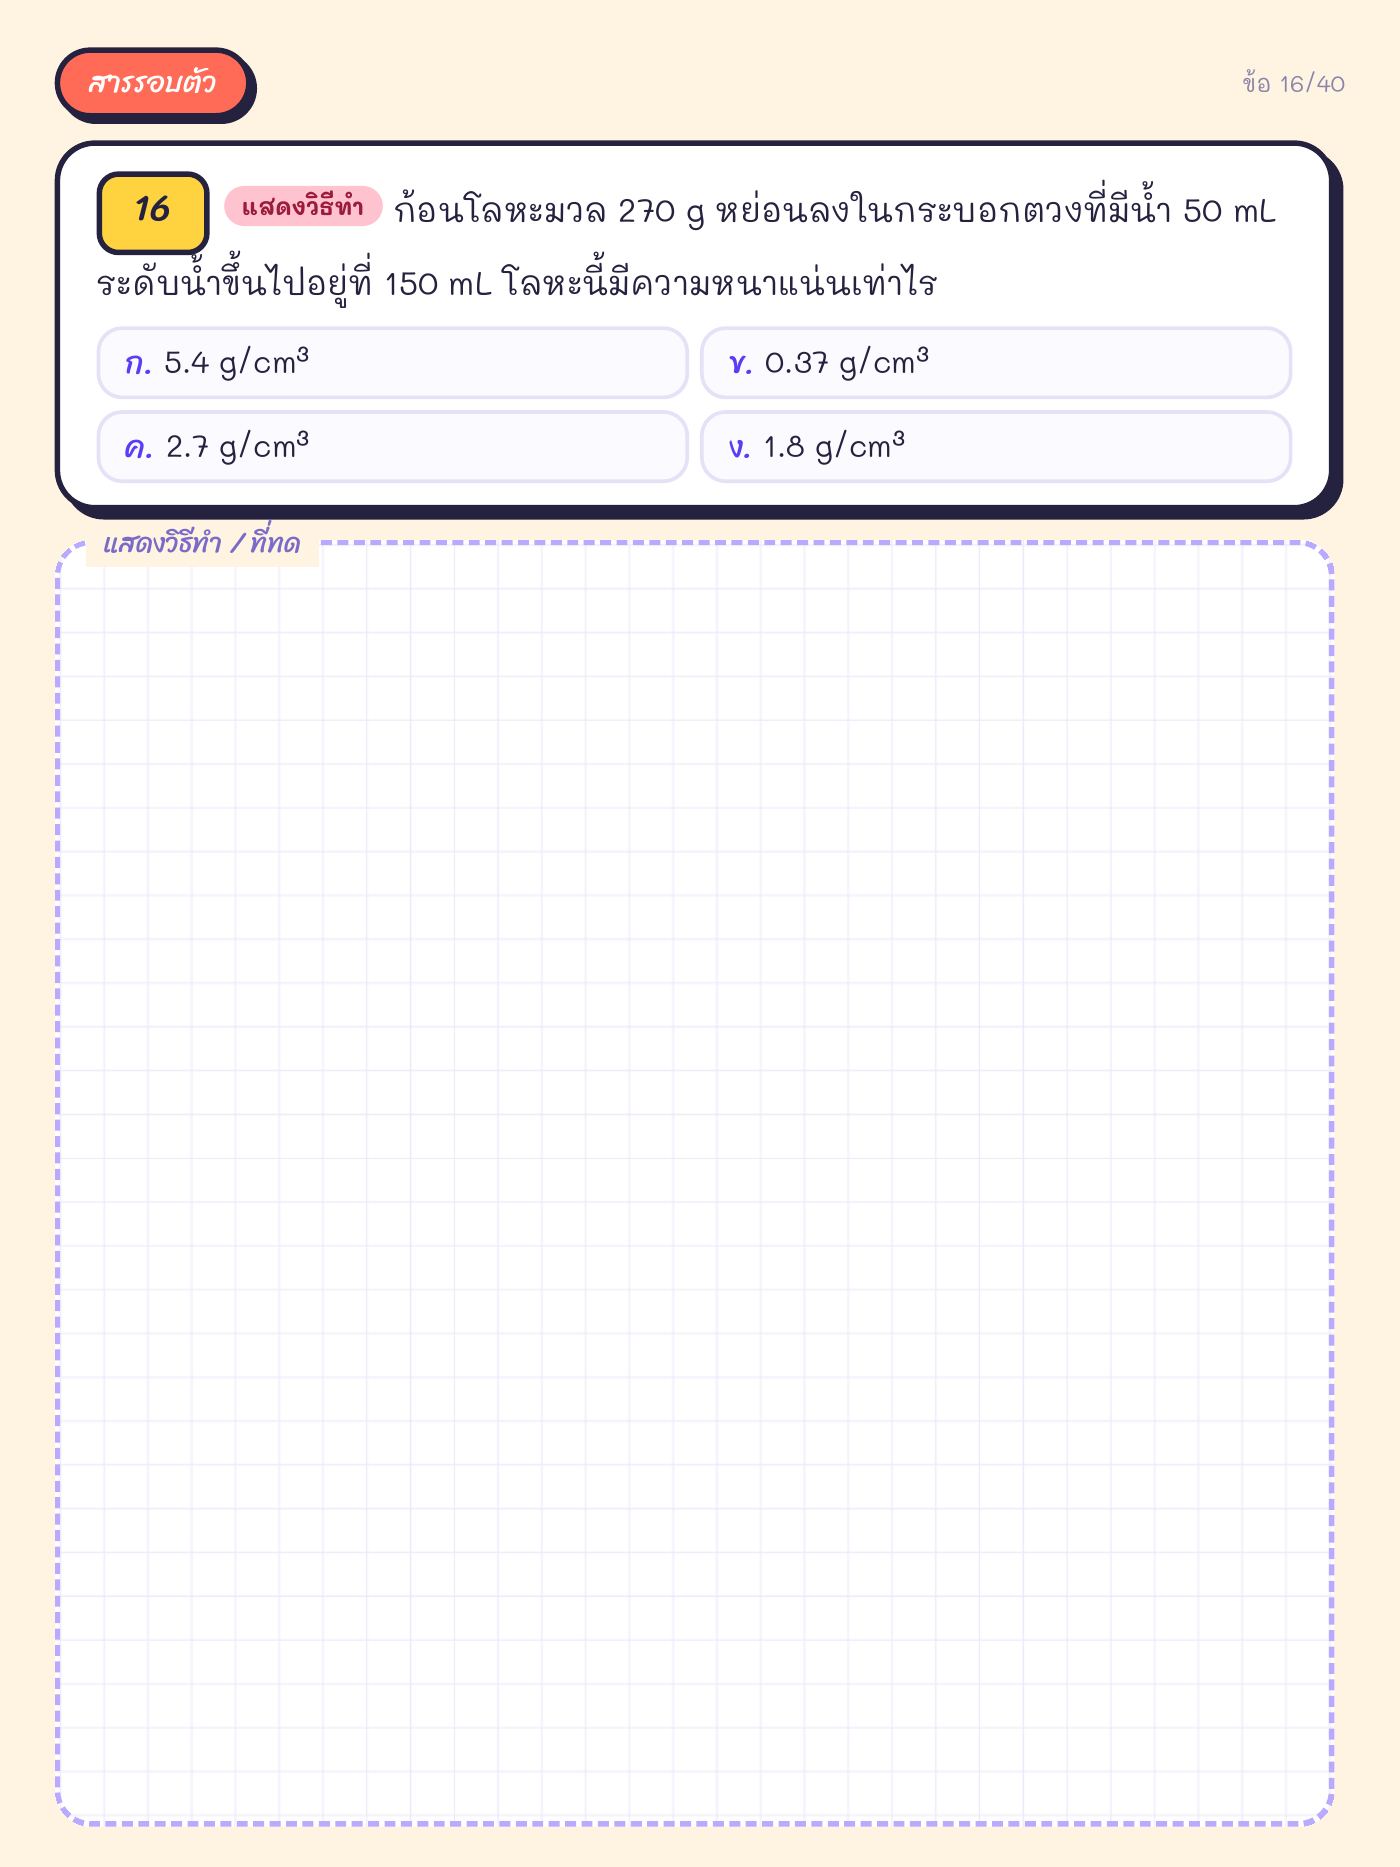 สารรอบตัว
ข้อ 16/40
16 แสดงวิธีทำ ก้อนโลหะมวล 270 g หย่อนลงในกระบอกตวงที่มีน้ำ 50 mL
ระดับน้ำขึ้นไปอยู่ที่ 150 mL โลหะนี้มีความหนาแน่นเท่าไร
ก. 5.4 g/cm³
ข. 0.37 g/cm³
ค. 2.7 g/cm³
ง. 1.8 g/cm³
แสดงวิธีทำ / ที่ทด